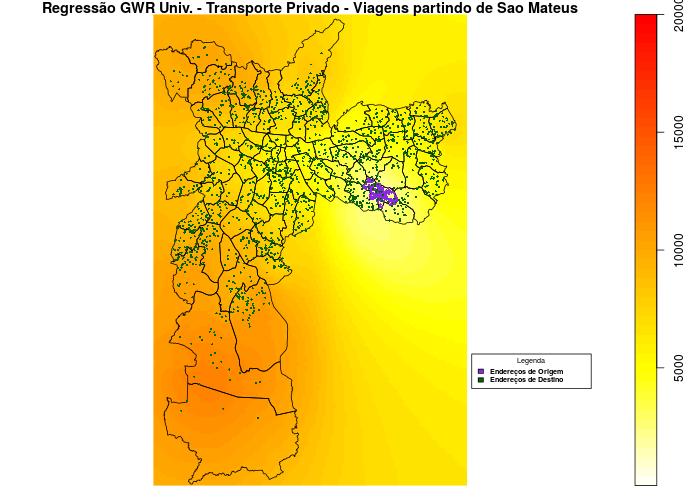 Regressão GWR Univ. - Transporte Privado - Viagens partindo de Sao Mateus
20000
15000
10000
5000
Legenda
Endereços de Origem
Endereços de Destino